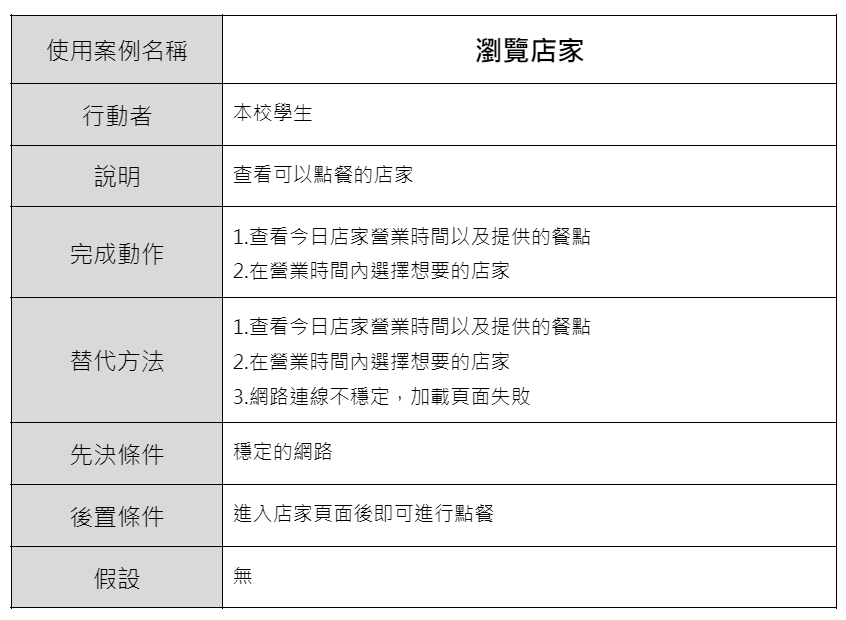 使用案例名稱
瀏覽店家
行動者
本校學生
說明
查看可以點餐的店家
完成動作
1.查看今日店家營業時間以及提供的餐點
2.在營業時間內選擇想要的店家
替代方法
1.查看今日店家營業時間以及提供的餐點
2.在營業時間內選擇想要的店家
3.網路連線不穩定，加載頁面失敗
先決條件
穩定的網路
後置條件
進入店家頁面後即可進行點餐
假設
無